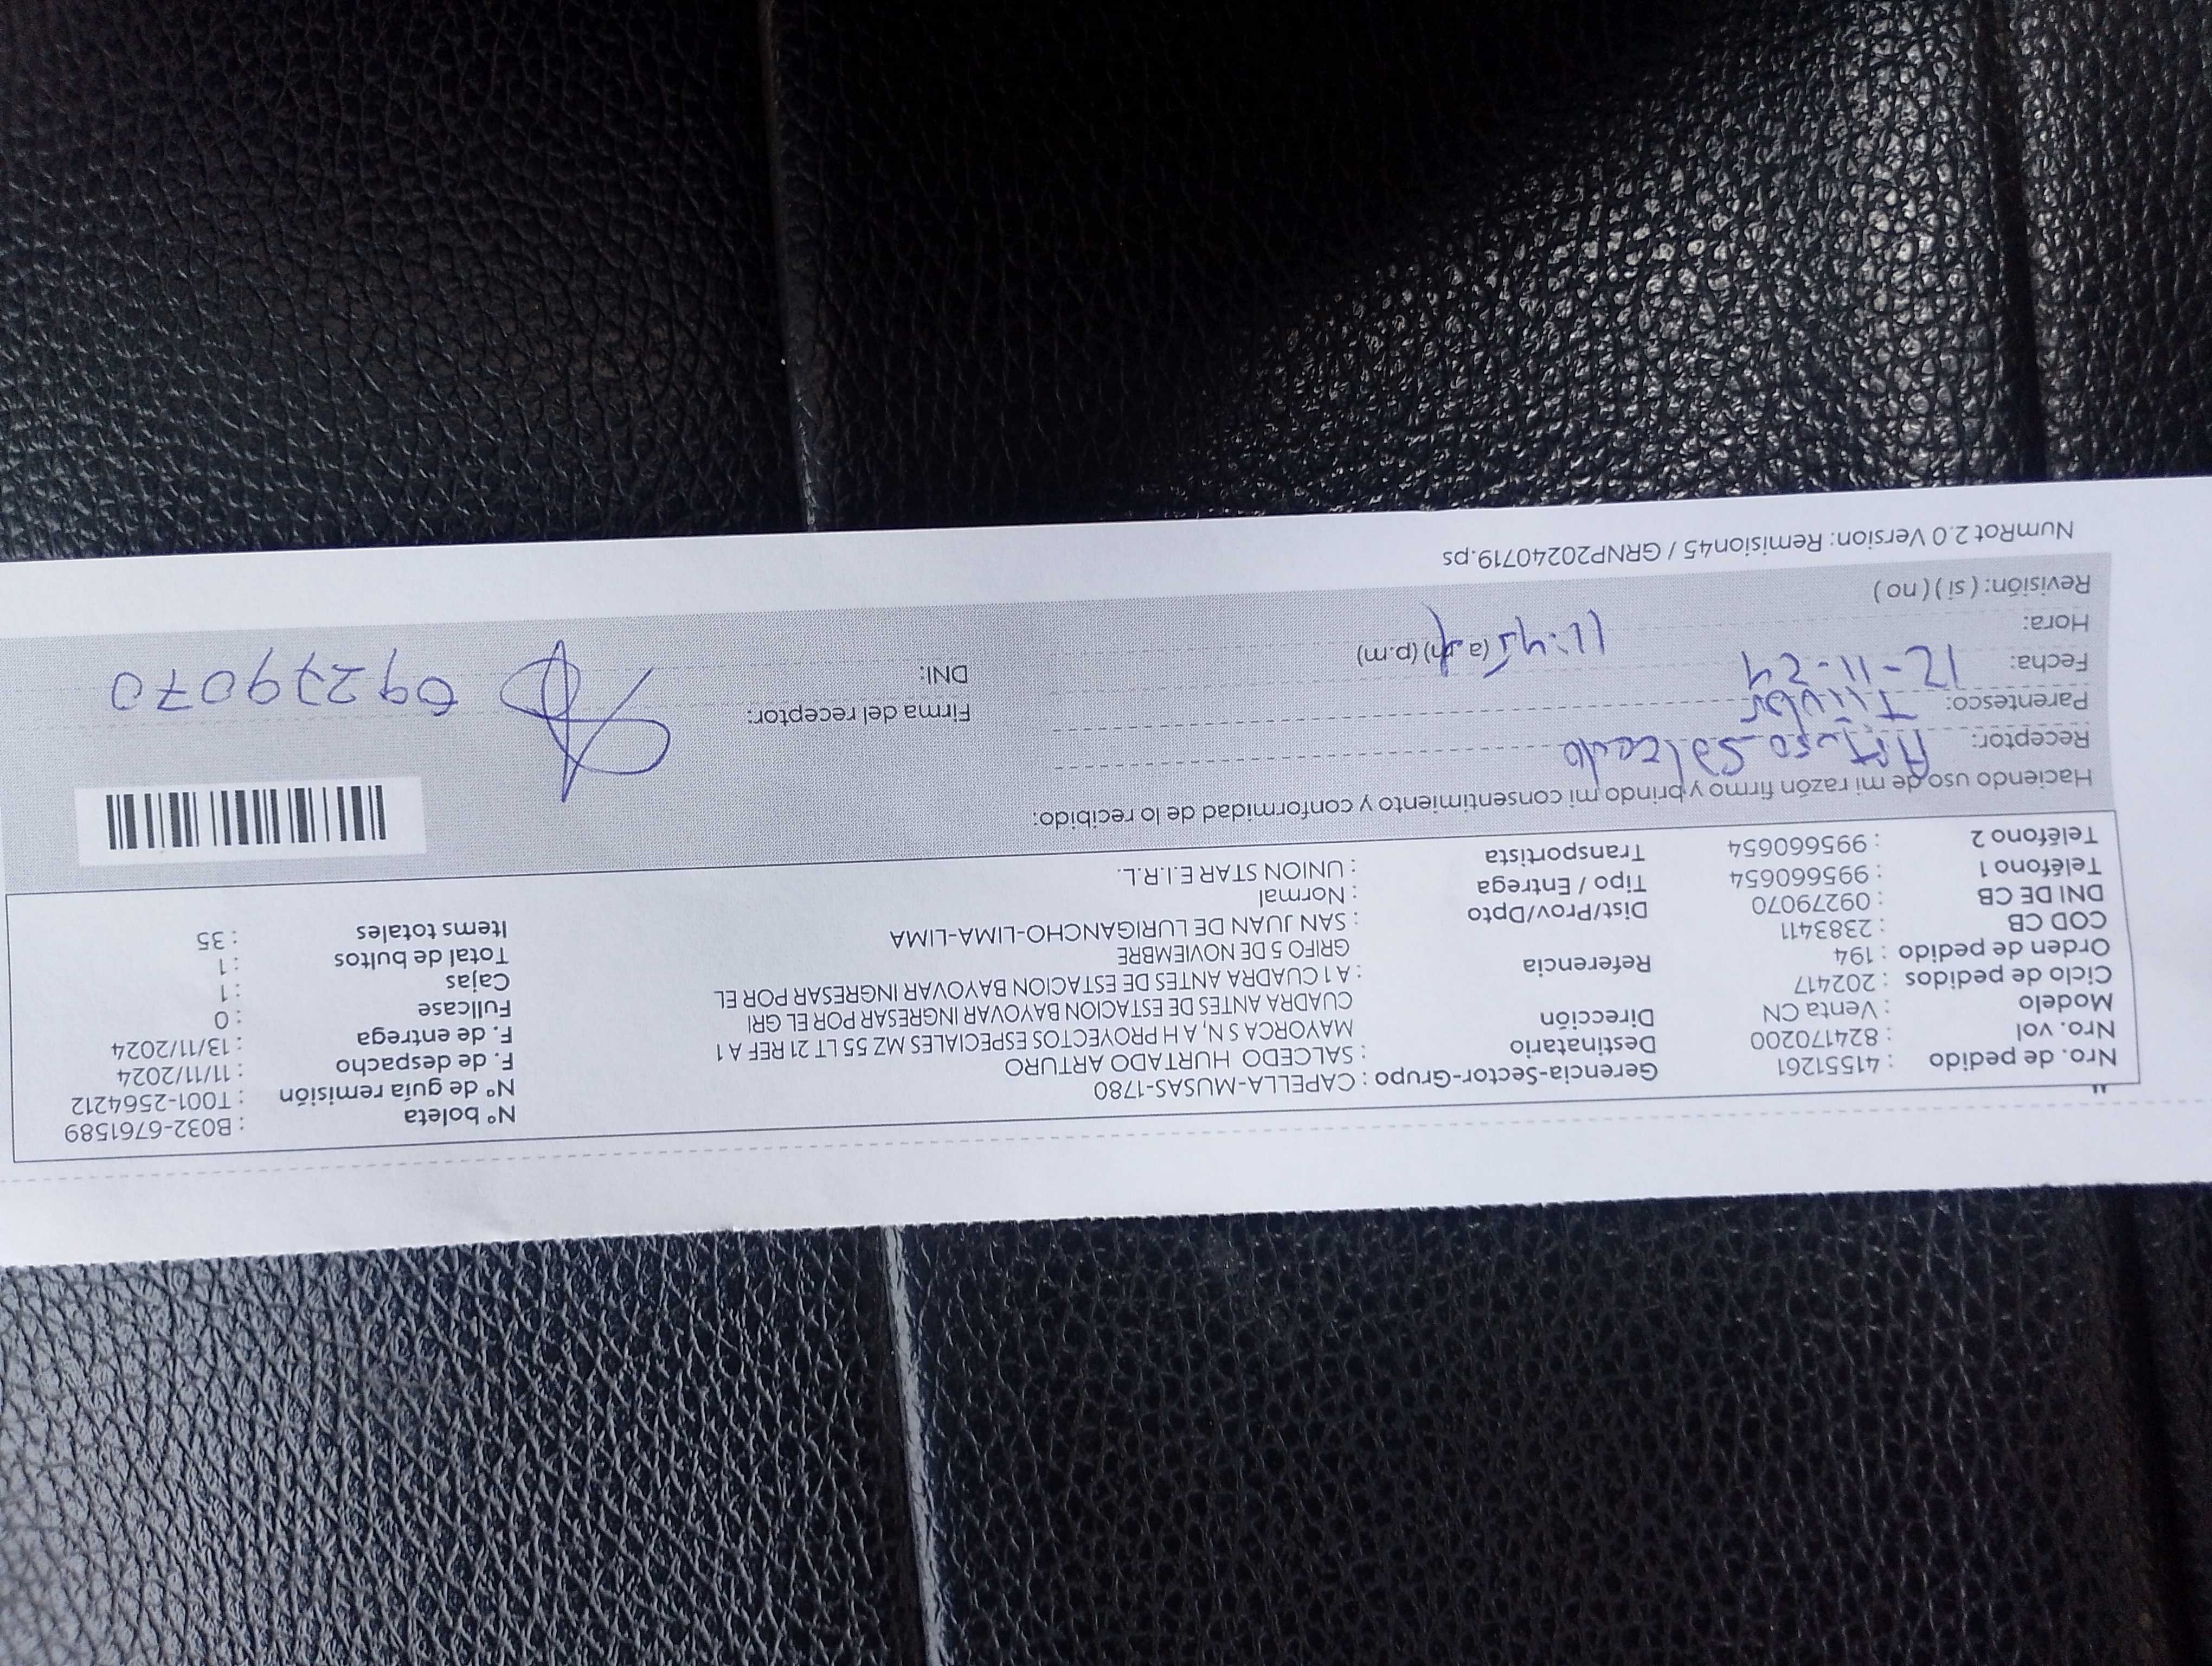 Nro. de pedido : 41551261
Nro. vol : 824170200
Modelo : Venta CN
Ciclo de pedidos : 202417
Orden de pedido : 194
COD CB : 2383411
DNI DE CB : 09279070
Teléfono 1 : 995660654
Teléfono 2 : 995660654
Gerencia-Sector-Grupo : CAPELLA-MUSAS-1780
Destinatario : SALCEDO HURTADO ARTURO
Dirección MAYORCA S N, A H PROYECTOS ESPECIALES MZ 55 LT 21 REF A 1
CUADRA ANTES DE ESTACION BAYOVAR INGRESAR POR EL GRI
Referencia : A 1 CUADRA ANTES DE ESTACION BAYOVAR INGRESAR POR EL
GRIFO 5 DE NOVIEMBRE
Dist/Prov/Dpto : SAN JUAN DE LURIGANCHO-LIMA-LIMA
Tipo / Entrega : Normal
Transportista : UNION STAR E.I.R.L.
N° boleta : B032-6761589
N° de guía remisión : T001-2564212
F. de despacho : 11/11/2024
F. de entrega : 13/11/2024
Fullcase : 0
Cajas : 1
Total de bultos : 1
Items totales : 35
Haciendo uso de mi razón firmo y brindo mi consentimiento y conformidad de lo recibido:
Receptor: Arturo Salcedo
Parentesco: Titular
Fecha: 12-11-24
Hora: 11:45 (a.m) (p.m)
Revisión: ( si ) ( no )
Firma del receptor:
DNI: 09279070
NumRot 2.0 Version: Remision45 / GRNP20240719.ps